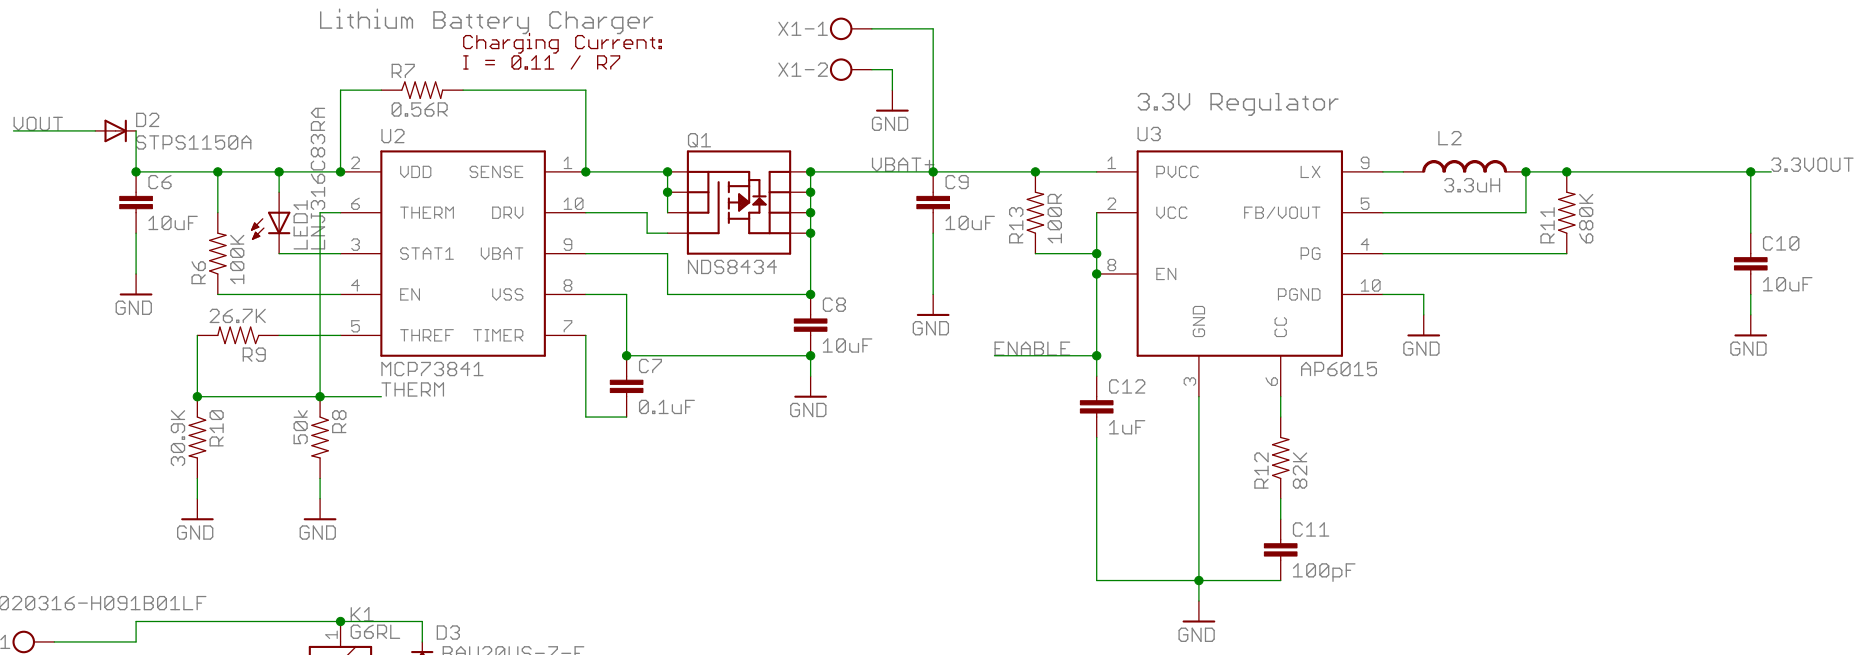 Lithium Battery Charger
Charging Current:
I = 0.11 / R7
X1-1
X1-2
GND
R7
0.56R
VOUT
D2
STPS1150A
C6
10uF
GND
R6
100K
LED1
LNJ316C83RA
U2
2 VDD SENSE 1
6 THERM DRV 10
3 STAT1 VBAT 9
4 EN VSS 8
5 THREF TIMER 7
MCP73841
THERM
26.7K
R9
30.9K
R10
GND
50k
R8
GND
Q1
NDS8434
C7
0.1uF
C8
10uF
GND
VBAT+
C9
10uF
GND
3.3V Regulator
U3
1 PVCC LX 9
2 VCC FB/VOUT 5
PG 4
8 EN
PGND 10
GND
CC
3
6
AP6015
R13
100R
ENABLE
C12
1uF
R12
82K
C11
100pF
GND
L2
3.3uH
R11
680K
GND
3.3VOUT
C10
10uF
GND
020316-H091B01LF
1
K1
G6RL
1
D3
BAV20WS-7-F